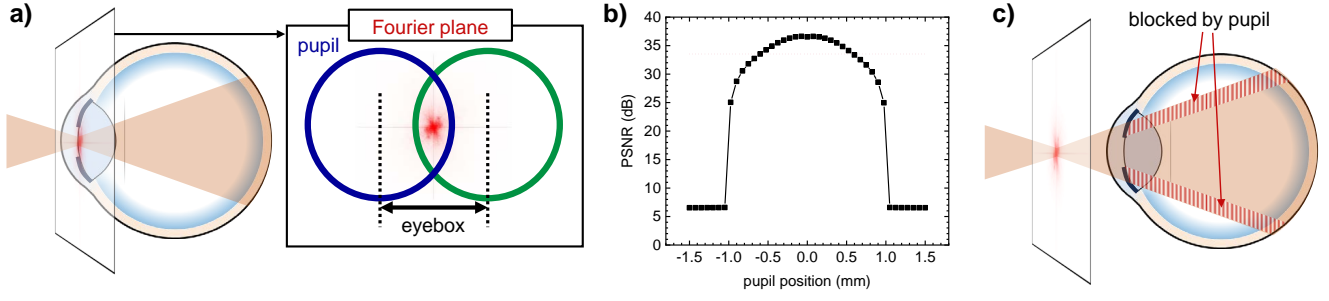 a)
Fourier plane
pupil
eyebox
b)
40
35
30
25
20
15
10
5
0
PSNR (dB)
-1.5 -1.0 -0.5 0.0 0.5 1.0 1.5
pupil position (mm)
c)
blocked by pupil